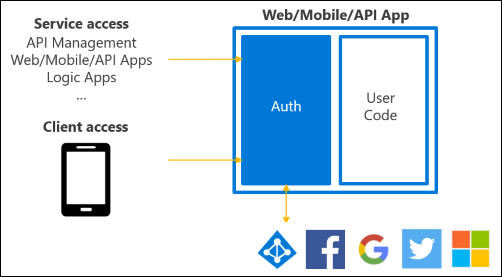 Service access
API Management
Web/Mobile/API Apps
Logic Apps
...
Client access
Web/Mobile/API App
Auth
User
Code